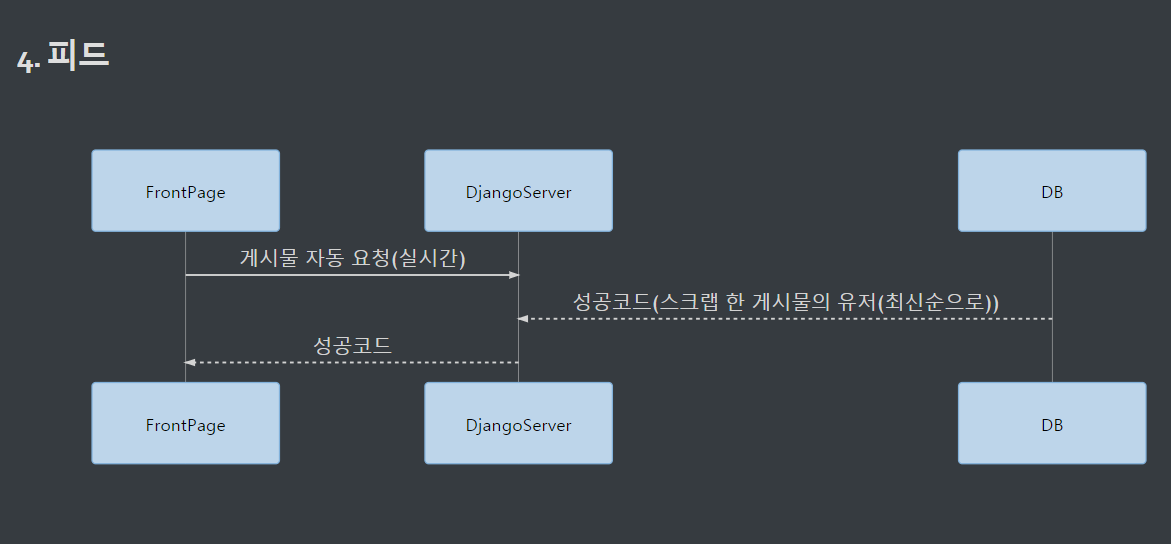 4. 피드
FrontPage
DjangoServer
DB
게시물 자동 요청(실시간)
성공코드(스크랩 한 게시물의 유저(최신순으로))
성공코드
FrontPage
DjangoServer
DB